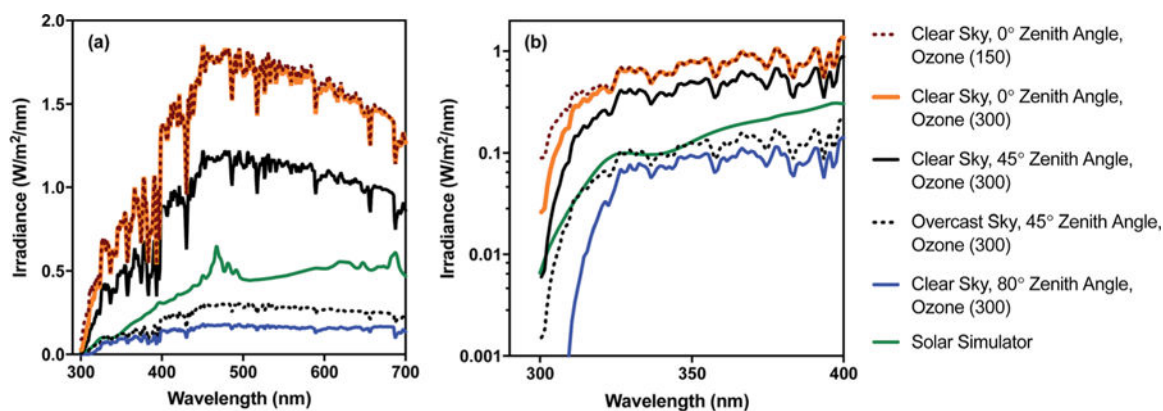 (a)
2.0
1.5
1.0
0.5
0.0
Irradiance (W/m²/nm)
300 400 500 600 700
Wavelength (nm)
(b)
1
0.1
0.01
0.001
Irradiance (W/m²/nm)
300 350 400
Wavelength (nm)
Clear Sky, 0° Zenith Angle,
Ozone (150)
Clear Sky, 0° Zenith Angle,
Ozone (300)
Clear Sky, 45° Zenith Angle,
Ozone (300)
Overcast Sky, 45° Zenith Angle,
Ozone (300)
Clear Sky, 80° Zenith Angle,
Ozone (300)
Solar Simulator